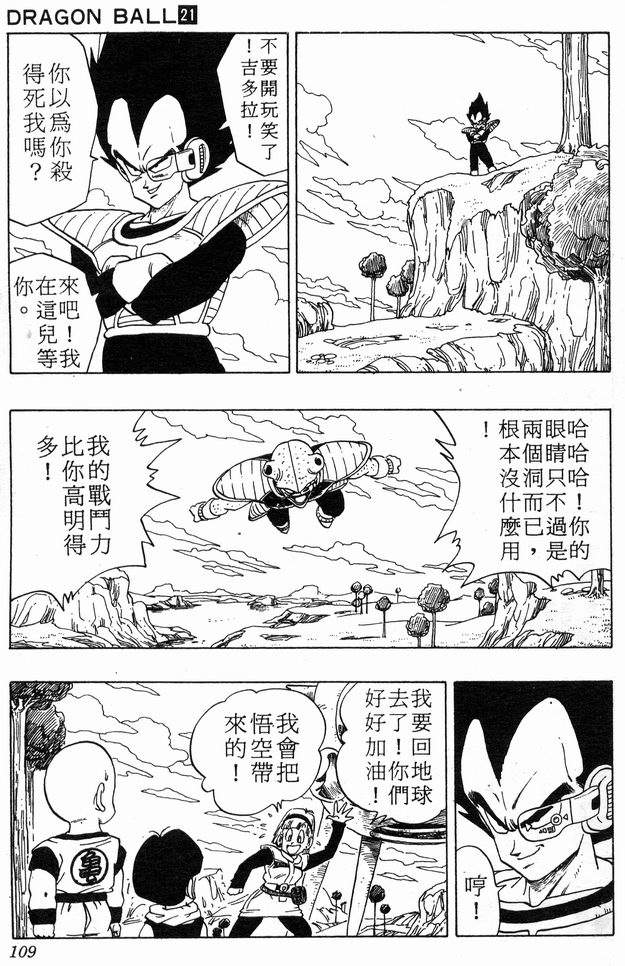 DRAGON BALL 21
不要開玩笑了
！吉多拉！
你以爲你殺
得死我嗎？
來吧！我
在這兒等
你。
哈哈哈！你的
眼睛只不過是
兩個洞而已，
根本沒什麼用
！
我的戰鬥力
比你高明得
多！
哼！
我要回地球
去了！你們
好好加油！
我會把
悟空帶
來的！
亀
109